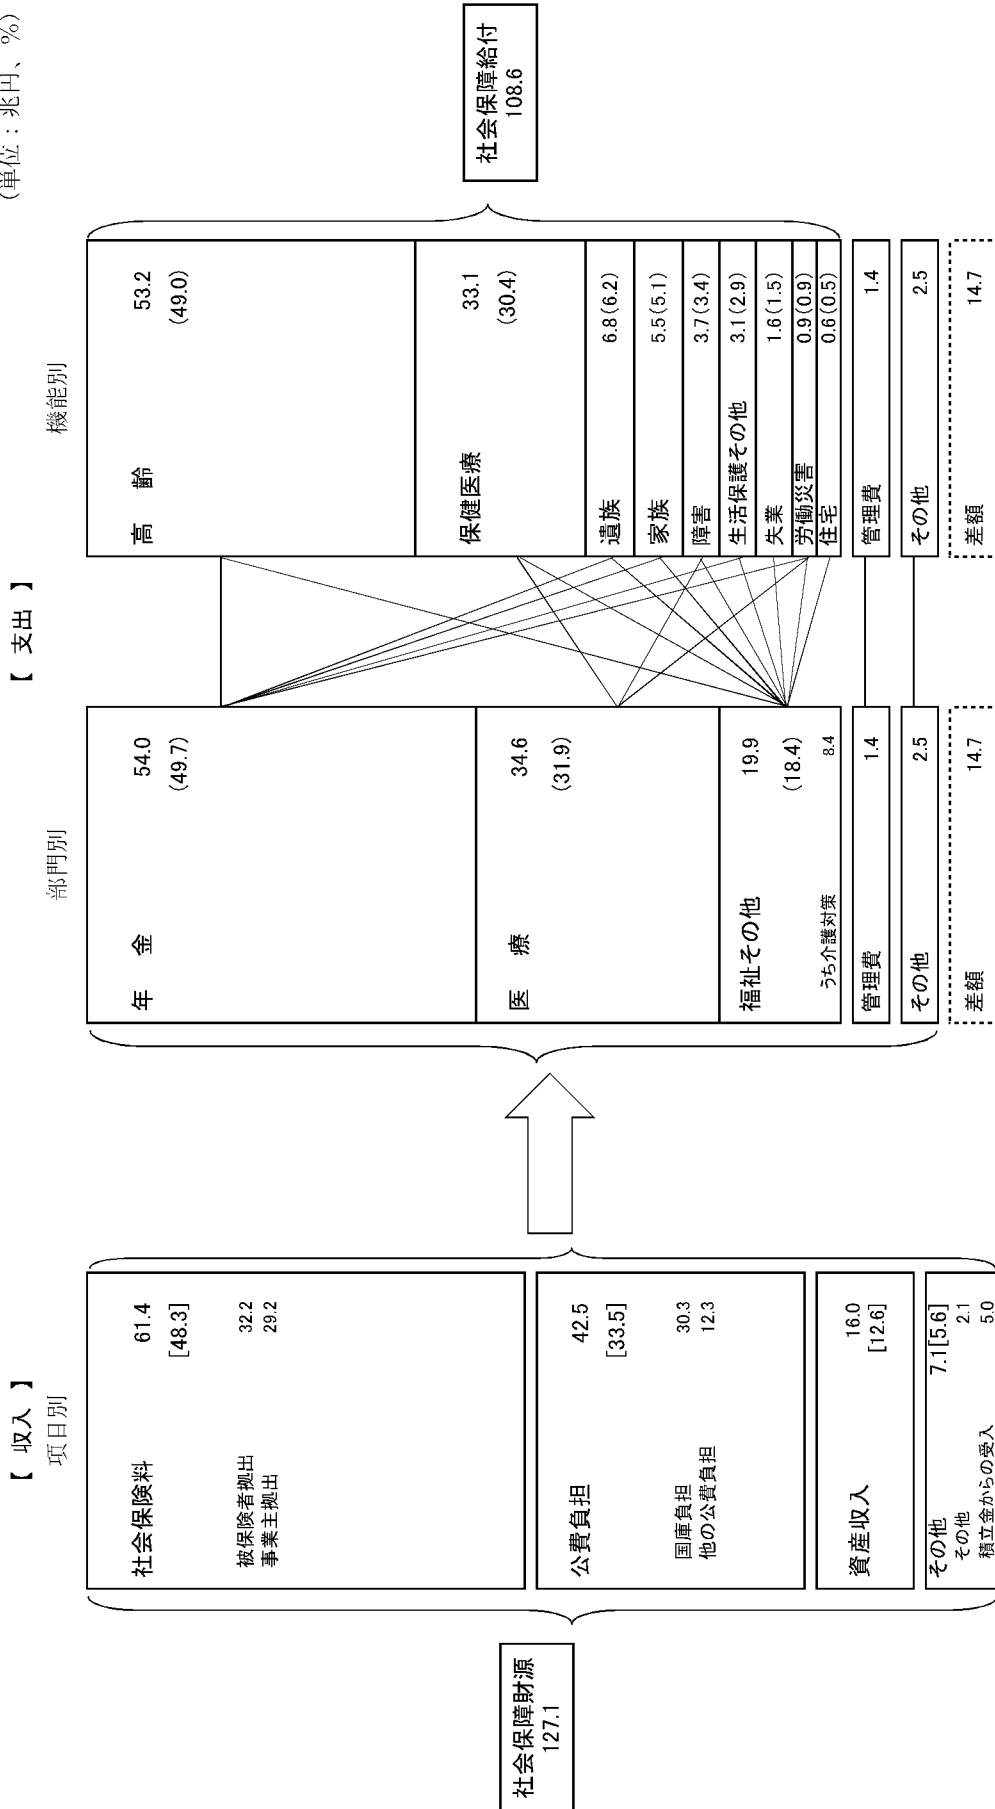 (単位：兆円、%)
【 収入 】
項目別
社会保障財源
127.1
社会保険料 61.4
[48.3]
被保険者拠出 32.2
事業主拠出 29.2
公費負担 42.5
[33.5]
国庫負担 30.3
他の公費負担 12.3
資産収入 16.0
[12.6]
その他 7.1[5.6]
その他 2.1
積立金からの受入 5.0
【 支出 】
部門別
年 金 54.0
(49.7)
医 療 34.6
(31.9)
福祉その他 19.9
(18.4)
うち介護対策 8.4
管理費 1.4
その他 2.5
差額 14.7
機能別
高 齢 53.2
(49.0)
保健医療 33.1
(30.4)
遺族 6.8(6.2)
家族 5.5(5.1)
障害 3.7(3.4)
生活保護その他 3.1(2.9)
失業 1.6(1.5)
労働災害 0.9(0.9)
住宅 0.6(0.5)
管理費 1.4
その他 2.5
差額 14.7
社会保障給付
108.6